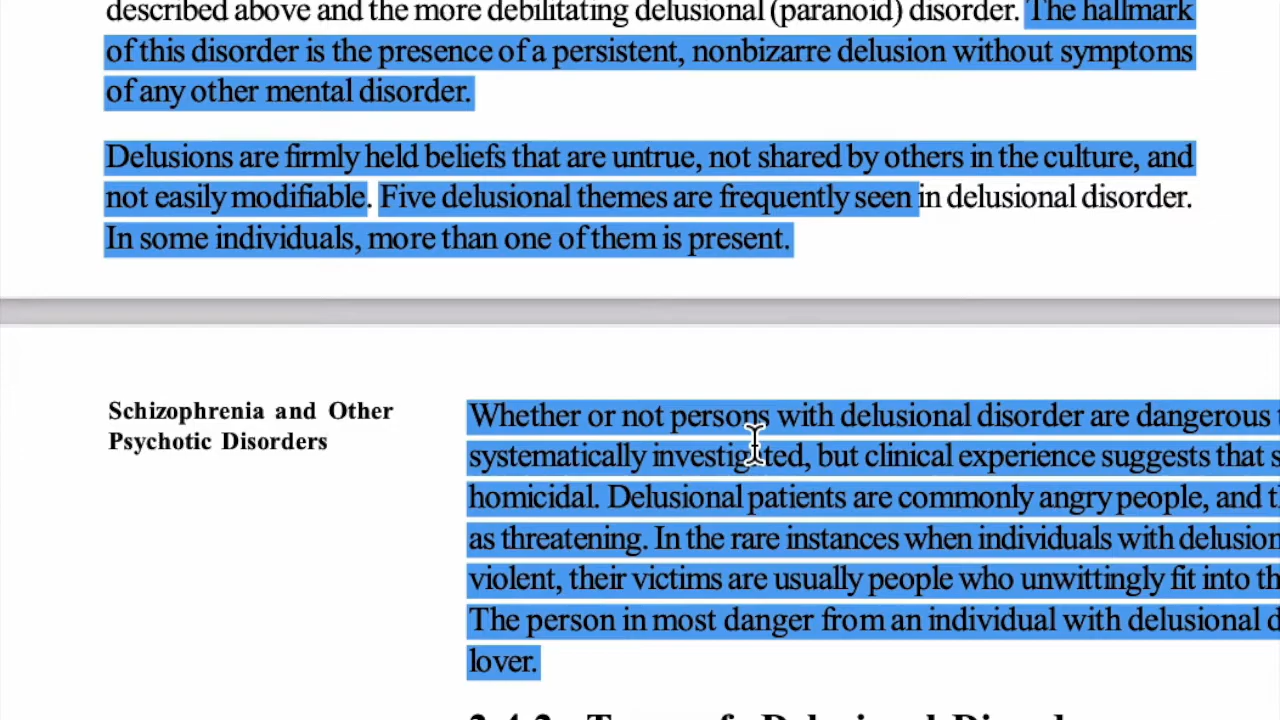 described above and the more debilitating delusional (paranoid) disorder. The hallmark
of this disorder is the presence of a persistent, nonbizarre delusion without symptoms
of any other mental disorder.
Delusions are firmly held beliefs that are untrue, not shared by others in the culture, and
not easily modifiable. Five delusional themes are frequently seen in delusional disorder.
In some individuals, more than one of them is present.
Schizophrenia and Other
Psychotic Disorders
Whether or not persons with delusional disorder are dangerous
systematically investigated, but clinical experience suggests that
homicidal. Delusional patients are commonly angry people, and
as threatening. In the rare instances when individuals with
violent, their victims are usually people who unwittingly fit into
The person in most danger from an individual with delusional
lover.